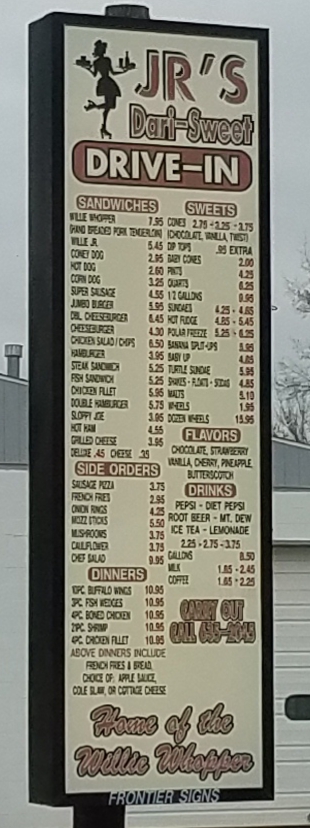 JR'S
Dari-Sweet
DRIVE-IN
SANDWICHES
WILLIE WHOPPER 7.95
(HAND BREADED PORK TENDERLOIN)
WILLIE JR. 5.45
CONEY DOG 2.95
HOT DOG 2.60
CORN DOG 3.25
SUPER SAUSAGE 4.55
JUMBO BURGER 5.95
DBL. CHEESEBURGER 6.45
CHEESEBURGER 4.30
CHICKEN SALAD / CHIPS 6.50
HAMBURGER 3.95
STEAK SANDWICH 5.25
FISH SANDWICH 5.25
CHICKEN FILLET 5.95
DOUBLE HAMBURGER 5.75
SLOPPY JOE 3.95
HOT HAM 4.55
GRILLED CHEESE 3.95
DELUXE .45 CHEESE .35
SIDE ORDERS
SAUSAGE PIZZA 3.75
FRENCH FRIES 2.95
ONION RINGS 4.25
MOZZ STICKS 5.50
MUSHROOMS 3.75
CAULIFLOWER 3.75
CHEF SALAD 9.95
DINNERS
10PC. BUFFALO WINGS 10.95
3PC. FISH WEDGES 10.95
4PC. BONED CHICKEN 10.95
21PC. SHRIMP 10.95
4PC. CHICKEN FILLET 10.95
ABOVE DINNERS INCLUDE
FRENCH FRIES & BREAD,
CHOICE OF: APPLE SAUCE,
COLE SLAW, OR COTTAGE CHEESE
SWEETS
CONES 2.75 - 3.25 - 3.75
(CHOCOLATE, VANILLA, TWIST)
DIP TOPS .95 EXTRA
BABY CONES 2.00
PINTS 4.25
QUARTS 6.25
1/2 GALLONS 9.95
SUNDAES 4.25 - 4.65
HOT FUDGE 4.85 - 5.45
POLAR FREEZE 5.25 - 6.25
BANANA SPLIT-UPS 5.95
BABY UP 4.85
TURTLE SUNDAE 5.95
SHAKES - FLOATS - SODAS 4.85
MALTS 5.10
WHEELS 1.95
DOZEN WHEELS 15.95
FLAVORS
CHOCOLATE, STRAWBERRY
VANILLA, CHERRY, PINEAPPLE,
BUTTERSCOTCH
DRINKS
PEPSI - DIET PEPSI
ROOT BEER - MT. DEW
ICE TEA - LEMONADE
2.25 - 2.75 - 3.75
GALLONS 8.50
MILK 1.65 - 2.45
COFFEE 1.65 - 2.25
CARRY OUT
CALL 635-2045
Home of the
Willie Whopper
FRONTIER SIGNS